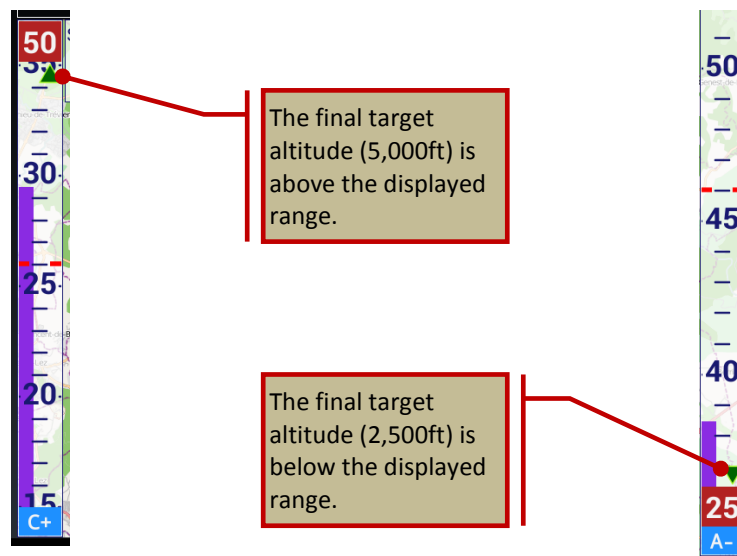 50
35
30
25
20
15
C+
The final target
altitude (5,000ft) is
above the displayed
range.
The final target
altitude (2,500ft) is
below the displayed
range.
50
45
40
25
A-